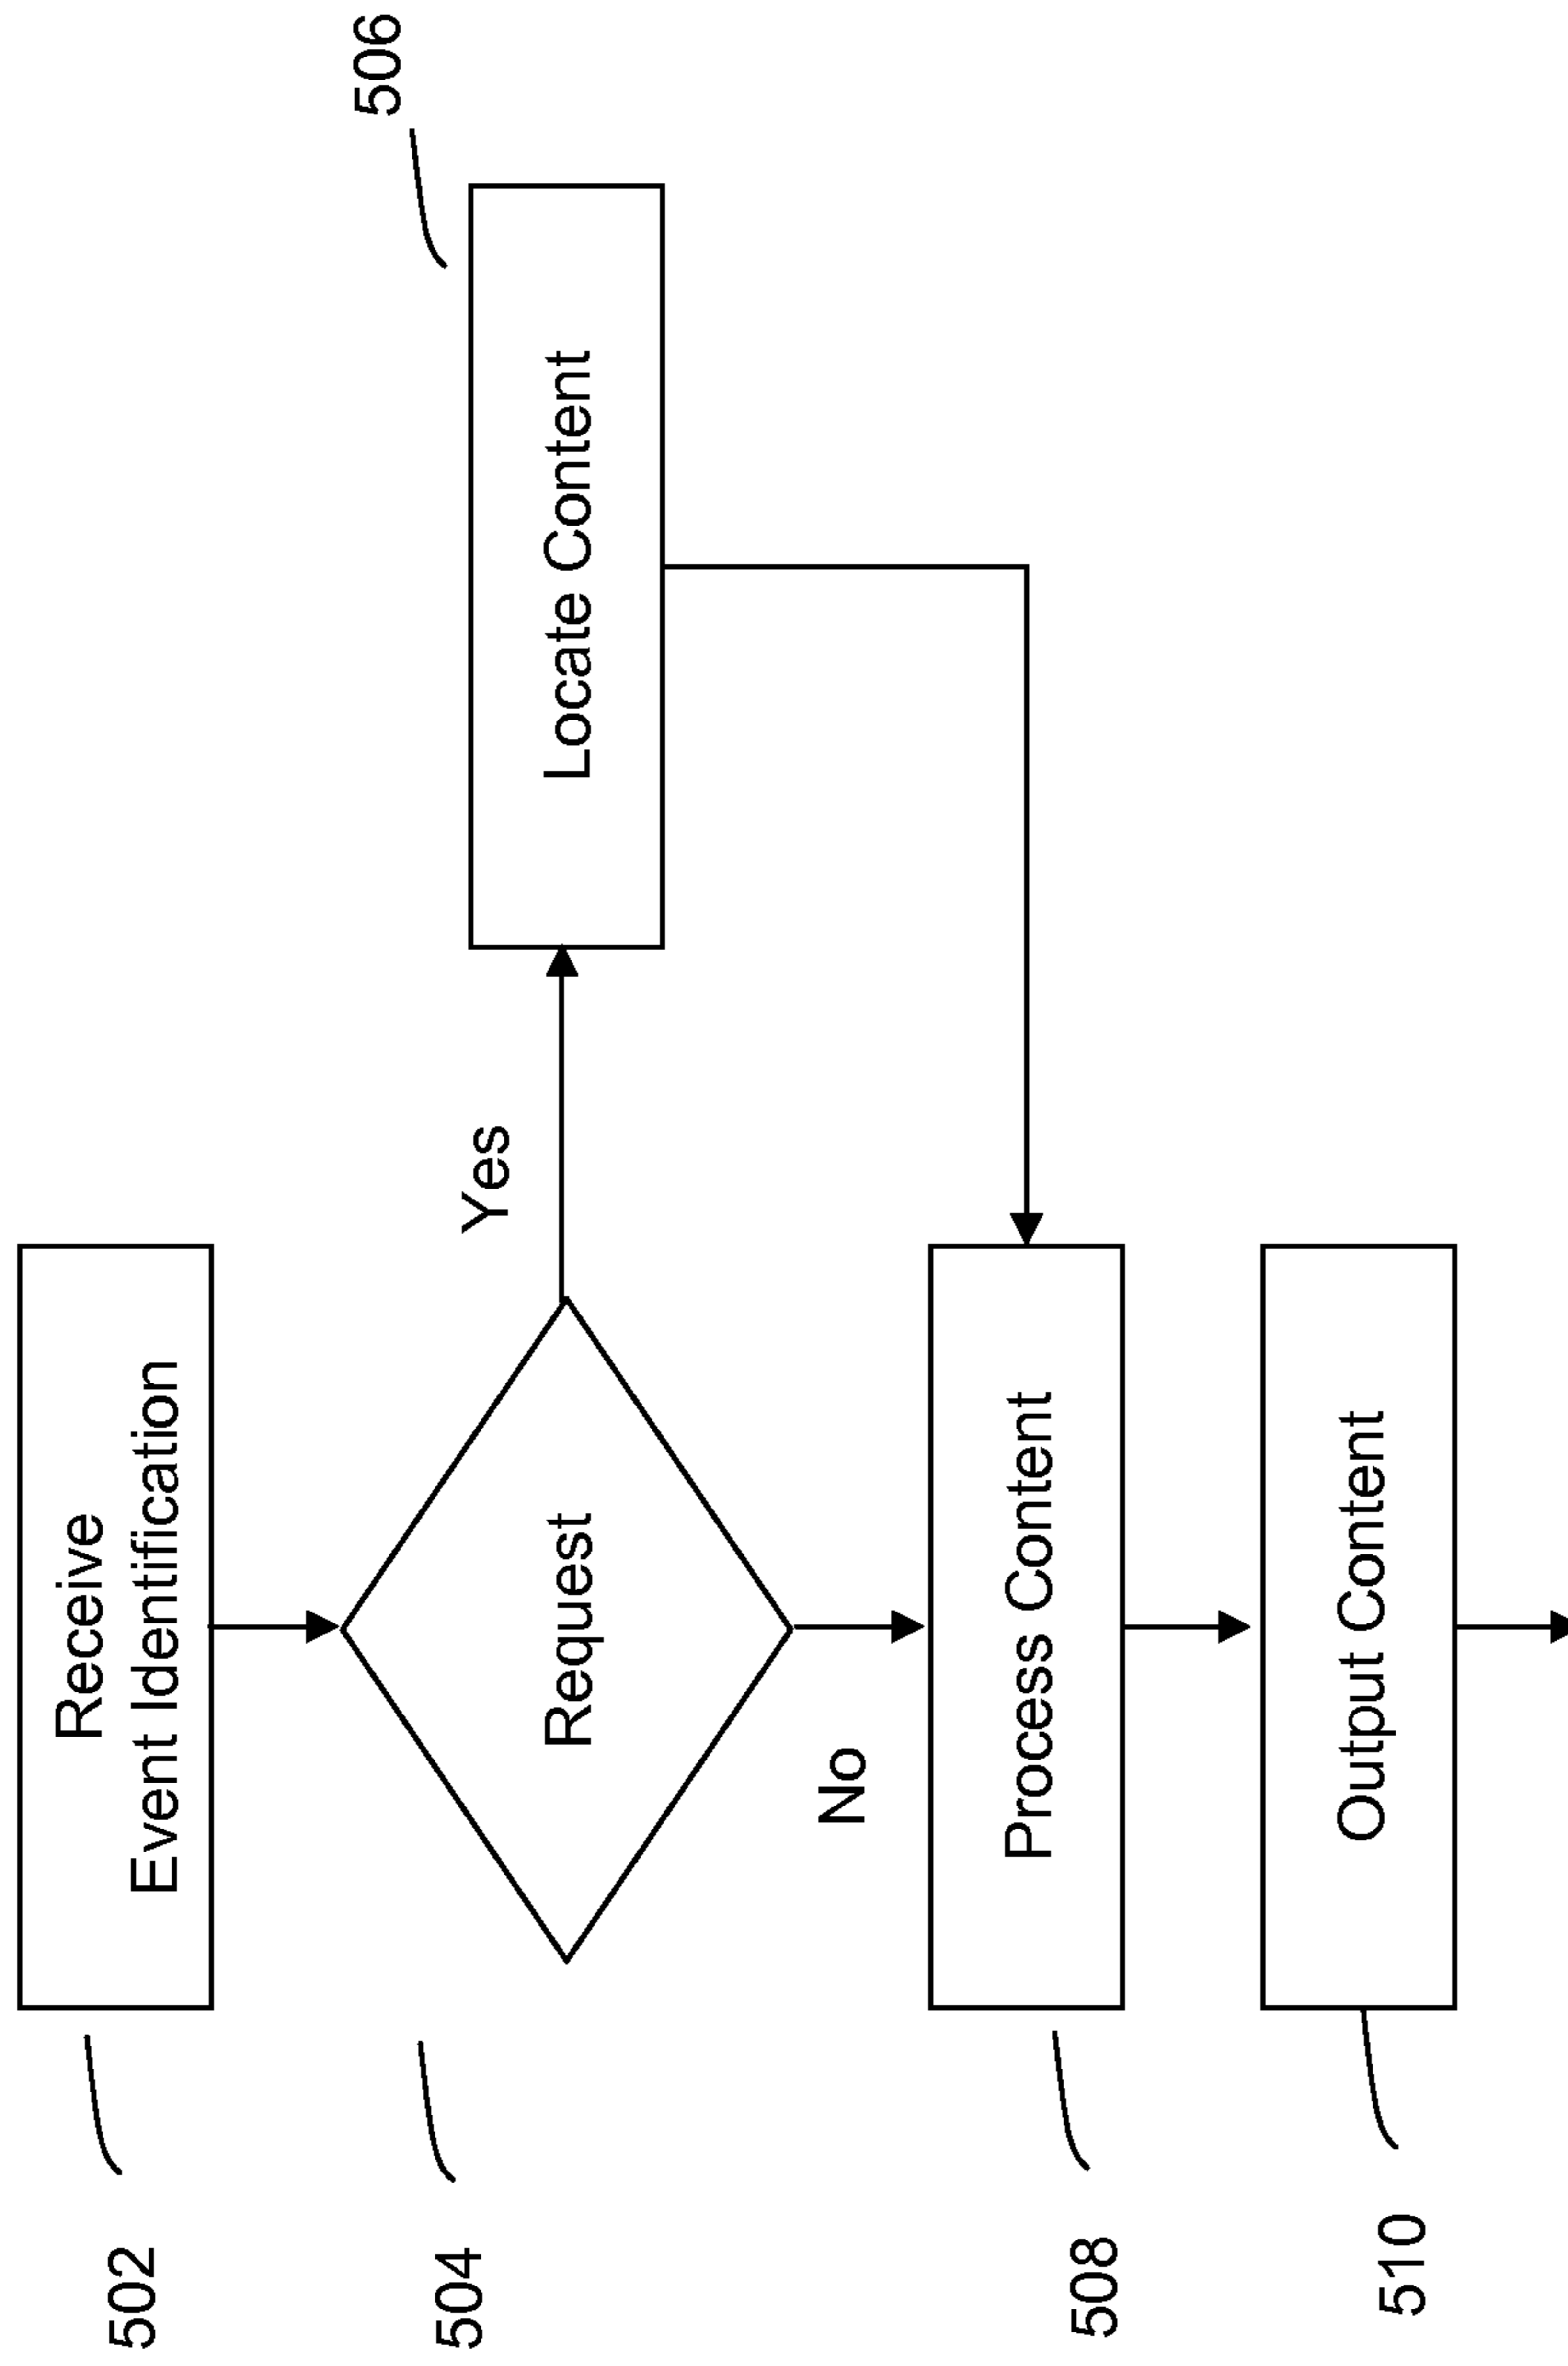 502
Receive
Event Identification
504
Request
Yes
506
Locate Content
No
508
Process Content
510
Output Content